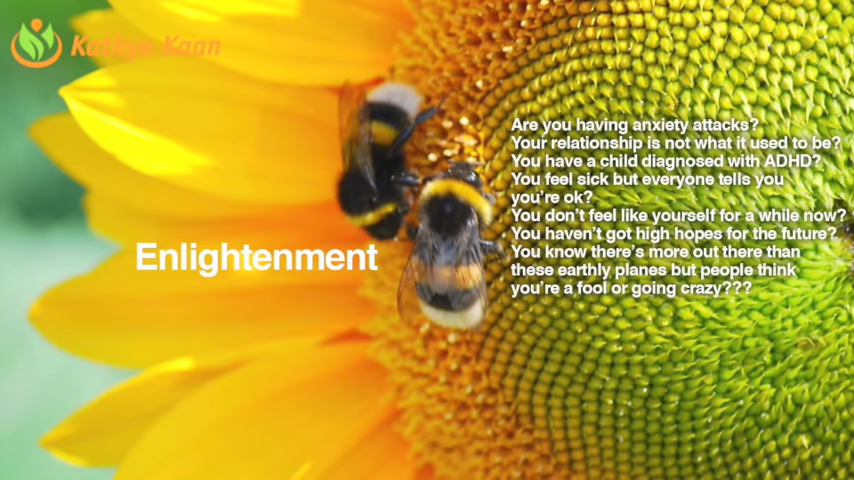 Kathye Kaan
Enlightenment
Are you having anxiety attacks?
Your relationship is not what it used to be?
You have a child diagnosed with ADHD?
You feel sick but everyone tells you
you're ok?
You don't feel like yourself for a while now?
You haven't got high hopes for the future?
You know there's more out there than
these earthly planes but people think
you're a fool or going crazy???